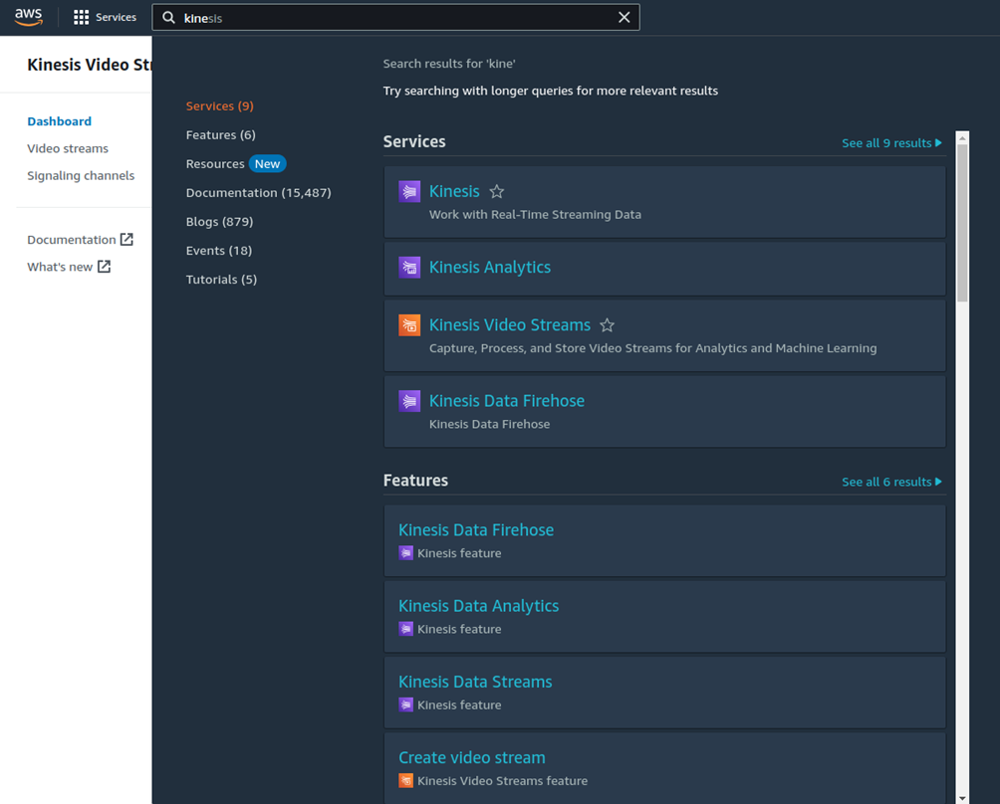 aws
Services
kinesis
Kinesis Video Str
Dashboard
Video streams
Signaling channels
Documentation
What's new
Services (9)
Features (6)
Resources New
Documentation (15,487)
Blogs (879)
Events (18)
Tutorials (5)
Search results for 'kine'
Try searching with longer queries for more relevant results
Services
See all 9 results
Kinesis
Work with Real-Time Streaming Data
Kinesis Analytics
Kinesis Video Streams
Capture, Process, and Store Video Streams for Analytics and Machine Learning
Kinesis Data Firehose
Kinesis Data Firehose
Features
See all 6 results
Kinesis Data Firehose
Kinesis feature
Kinesis Data Analytics
Kinesis feature
Kinesis Data Streams
Kinesis feature
Create video stream
Kinesis Video Streams feature